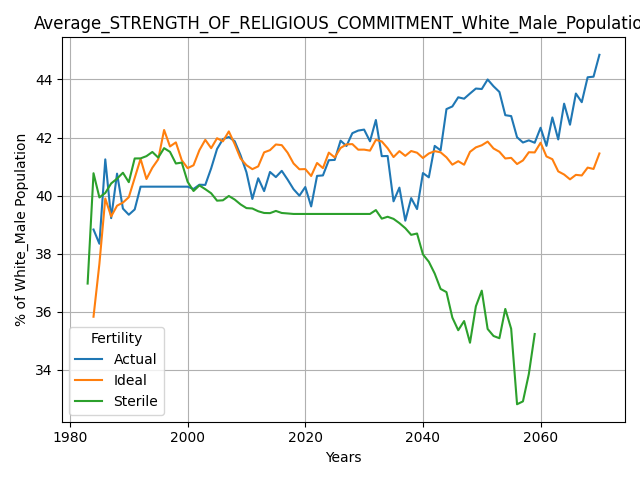 Average_STRENGTH_OF_RELIGIOUS_COMMITMENT_White_Male_Population
44
42
40
38
36
34
% of White_Male Population
Fertility
Actual
Ideal
Sterile
1980
2000
2020
2040
2060
Years